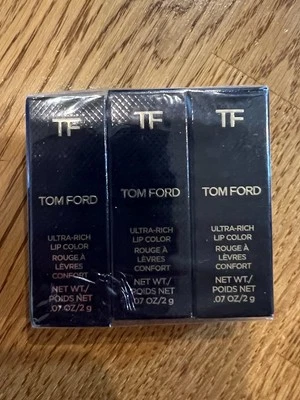 TF
TOM FORD
ULTRA-RICH
LIP COLOR
ROUGE À
LÈVRES
CONFORT
NET WT./
POIDS NET
.07 OZ/2 g
TF
TOM FORD
ULTRA-RICH
LIP COLOR
ROUGE À
LÈVRES
CONFORT
NET WT./
POIDS NET
.07 OZ/2 g
TF
TOM FORD
ULTRA-RICH
LIP COLOR
ROUGE À
LÈVRES
CONFORT
NET WT./
POIDS NET
.07 OZ/2 g